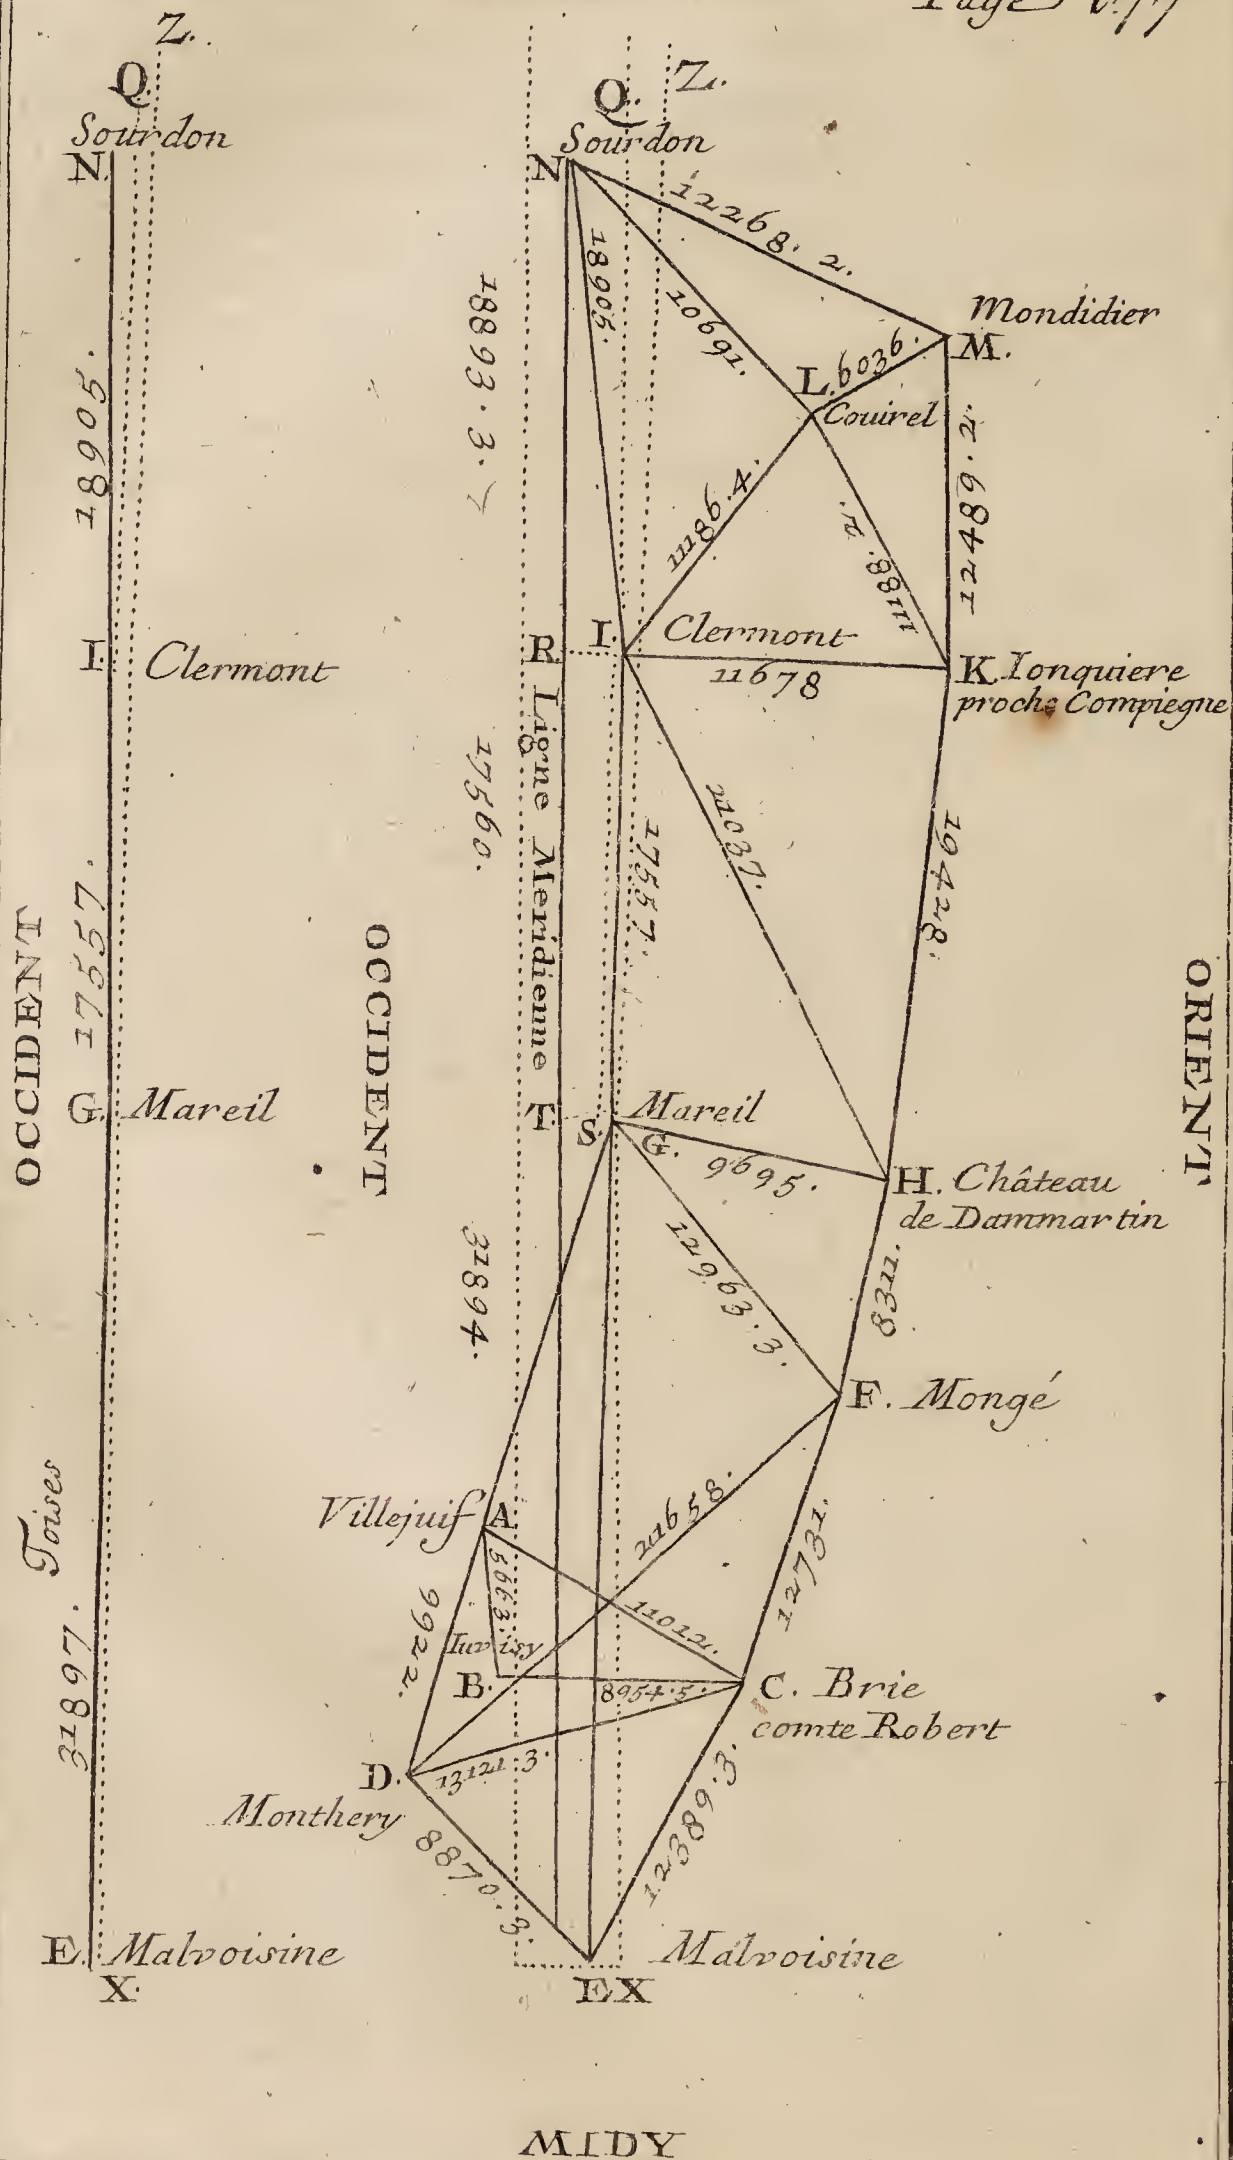 Z.
Q
Sourdon
N.
18905.
I.
Clermont
17557.
G.
Mareil
OCCIDENT
Toises
31897.
E.
Malvoisine
X.
Q.
Z.
Sourdon
N
12268. 2.
18905.
10691.
18893. 3.
Mondidier
M.
L.
6036.
Couirel
12489. 2.
11186. 4.
11188. 2.
R.
I.
Clermont
11678
K Ionquiere
proche Compiegne
Ligne Meridienne
17560.
17557.
21037.
19428.
OCCIDENT
ORIENT
T.
S.
Mareil
G.
9695.
H. Château
de Dammartin
12963. 3.
8311.
31894.
F. Mongé
Villejuif
A
21658.
12731.
5663.
11012.
9922.
Iuvisy
B.
8954. 5.
C. Brie
comte Robert
D.
13121. 3.
Monthery
8870. 3.
12389. 3.
Malvoisine
EX
MIDY